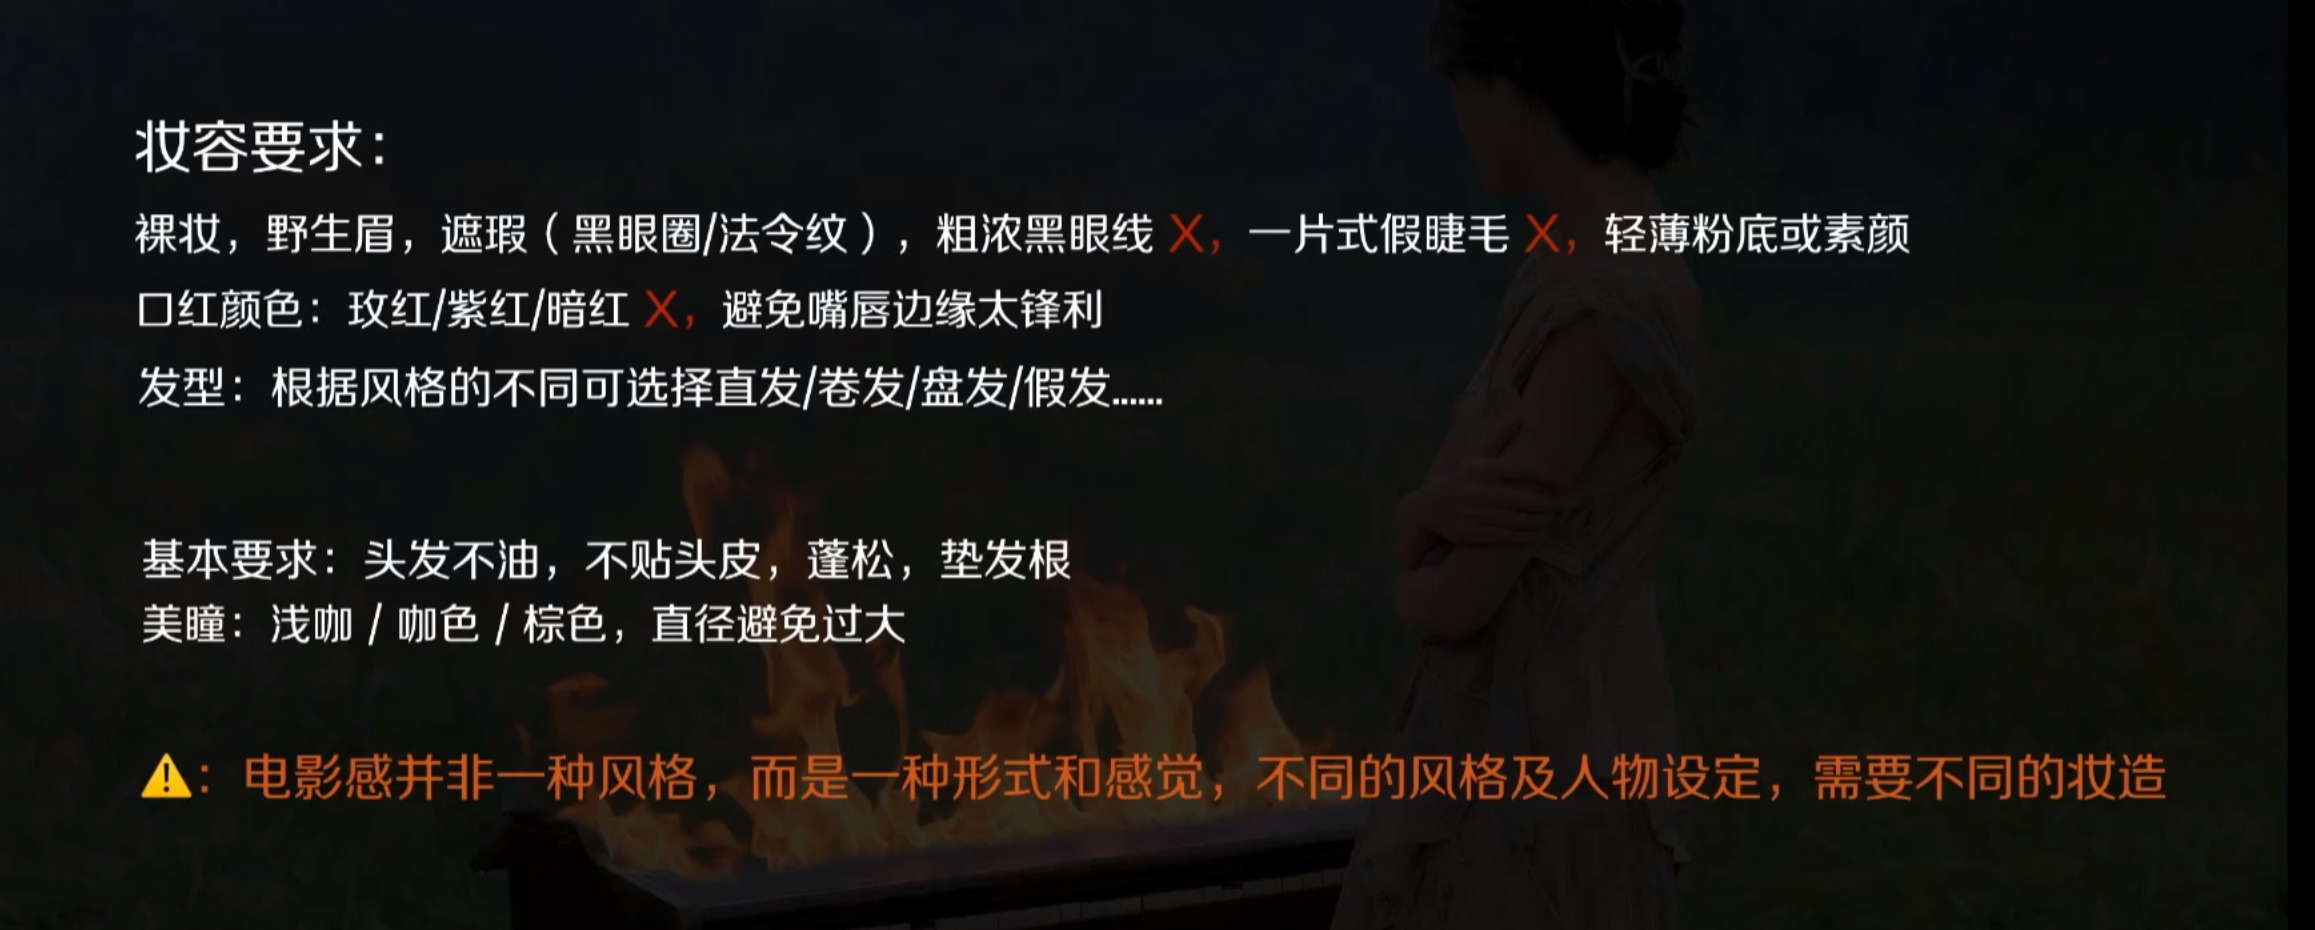 妆容要求：
裸妆，野生眉，遮瑕（黑眼圈/法令纹），粗浓黑眼线 X，一片式假睫毛 X，轻薄粉底或素颜
口红颜色：玫红/紫红/暗红 X，避免嘴唇边缘太锋利
发型：根据风格的不同可选择直发/卷发/盘发/假发......
基本要求：头发不油，不贴头皮，蓬松，垫发根
美瞳：浅咖 / 咖色 / 棕色，直径避免过大
⚠️：电影感并非一种风格，而是一种形式和感觉，不同的风格及人物设定，需要不同的妆造